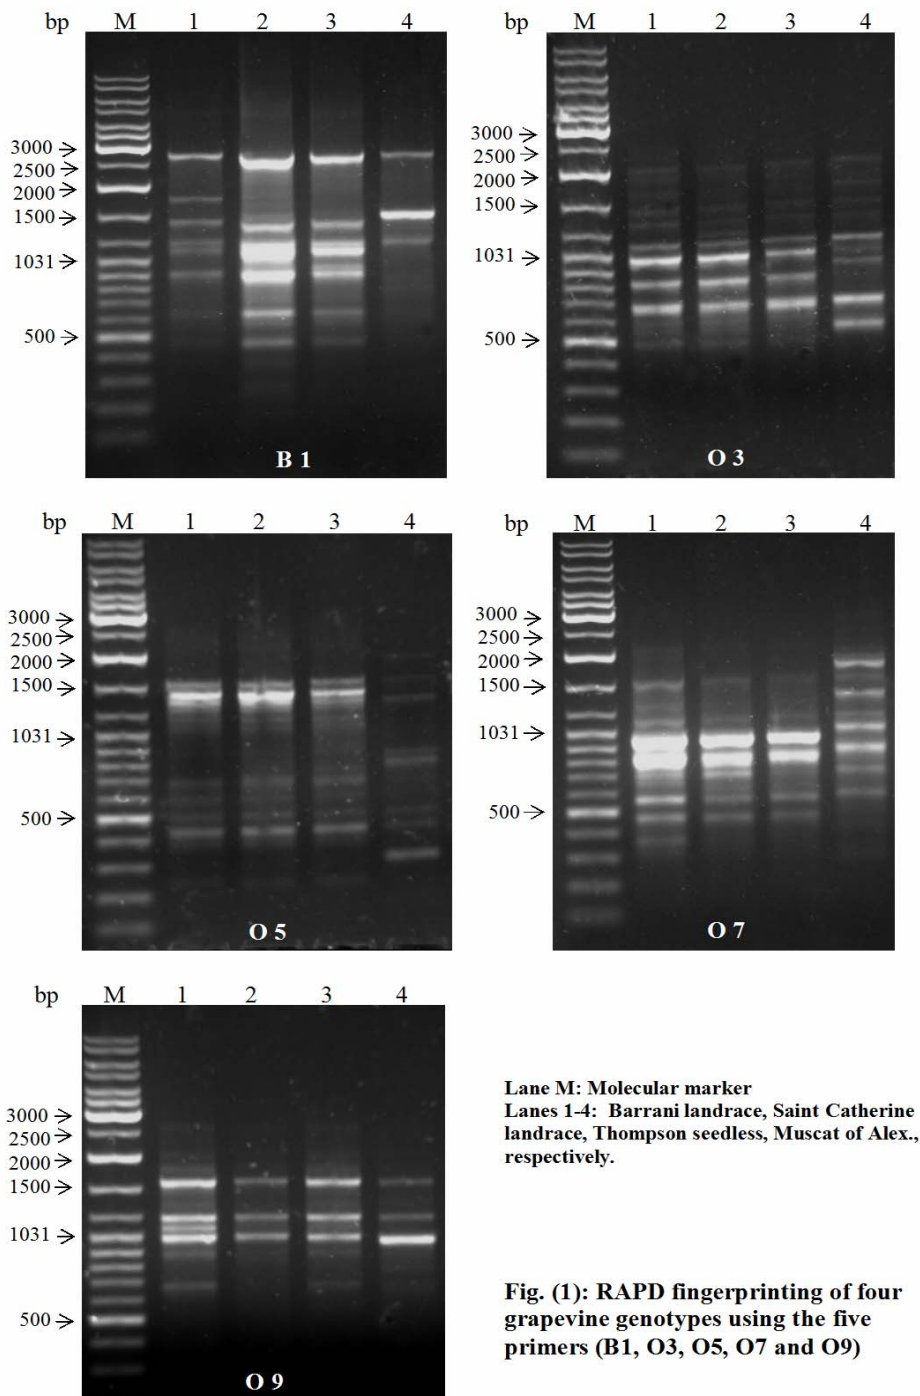 bp M 1 2 3 4
3000
2500
2000
1500
1031
500
B 1
bp M 1 2 3 4
3000
2500
2000
1500
1031
500
O 3
bp M 1 2 3 4
3000
2500
2000
1500
1031
500
O 5
bp M 1 2 3 4
3000
2500
2000
1500
1031
500
O 7
bp M 1 2 3 4
3000
2500
2000
1500
1031
500
O 9
Lane M: Molecular marker
Lanes 1-4: Barrani landrace, Saint Catherine
landrace, Thompson seedless, Muscat of Alex.,
respectively.
Fig. (1): RAPD fingerprinting of four
grapevine genotypes using the five
primers (B1, O3, O5, O7 and O9)